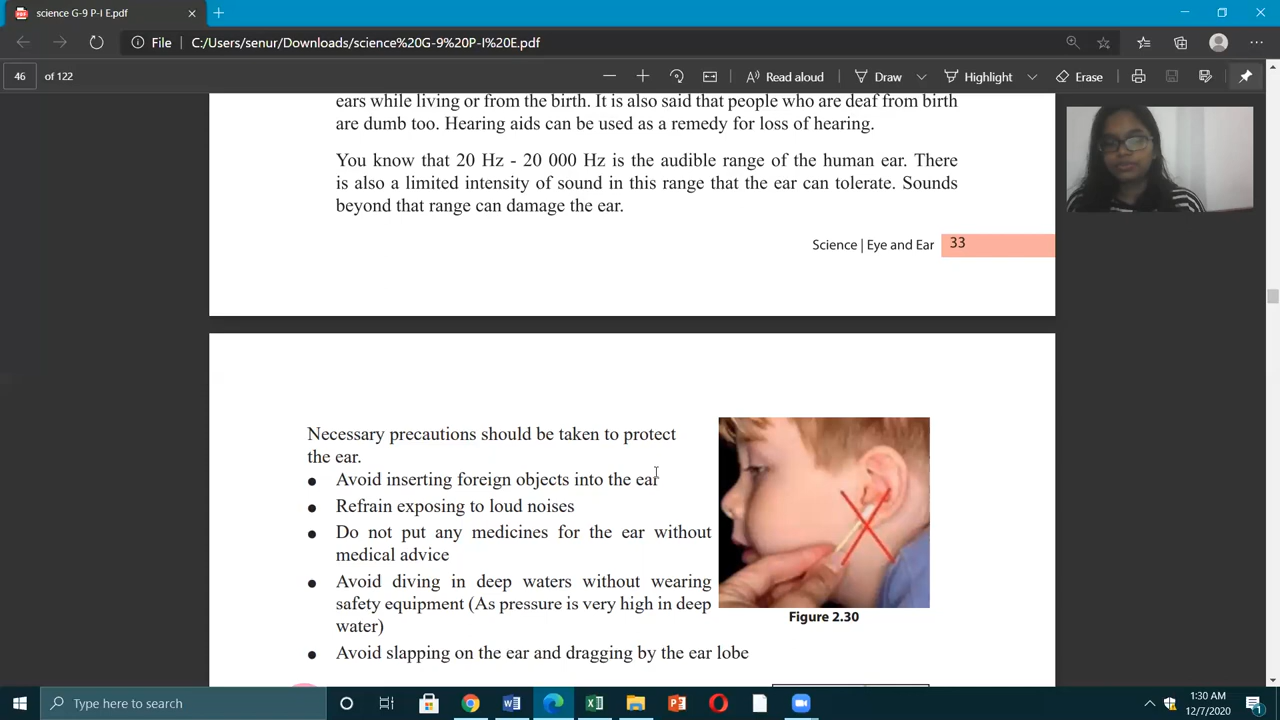 science G-9 P-I E.pdf
File
C:/Users/senur/Downloads/science%20G-9%20P-I%20E.pdf
46 of 122
Read aloud
Draw
Highlight
Erase
ears while living or from the birth. It is also said that people who are deaf from birth
are dumb too. Hearing aids can be used as a remedy for loss of hearing.
You know that 20 Hz - 20 000 Hz is the audible range of the human ear. There
is also a limited intensity of sound in this range that the ear can tolerate. Sounds
beyond that range can damage the ear.
Science | Eye and Ear 33
Necessary precautions should be taken to protect
the ear.
● Avoid inserting foreign objects into the ear
● Refrain exposing to loud noises
● Do not put any medicines for the ear without
medical advice
● Avoid diving in deep waters without wearing
safety equipment (As pressure is very high in deep
water)
● Avoid slapping on the ear and dragging by the ear lobe
Figure 2.30
Type here to search
1:30 AM
12/7/2020